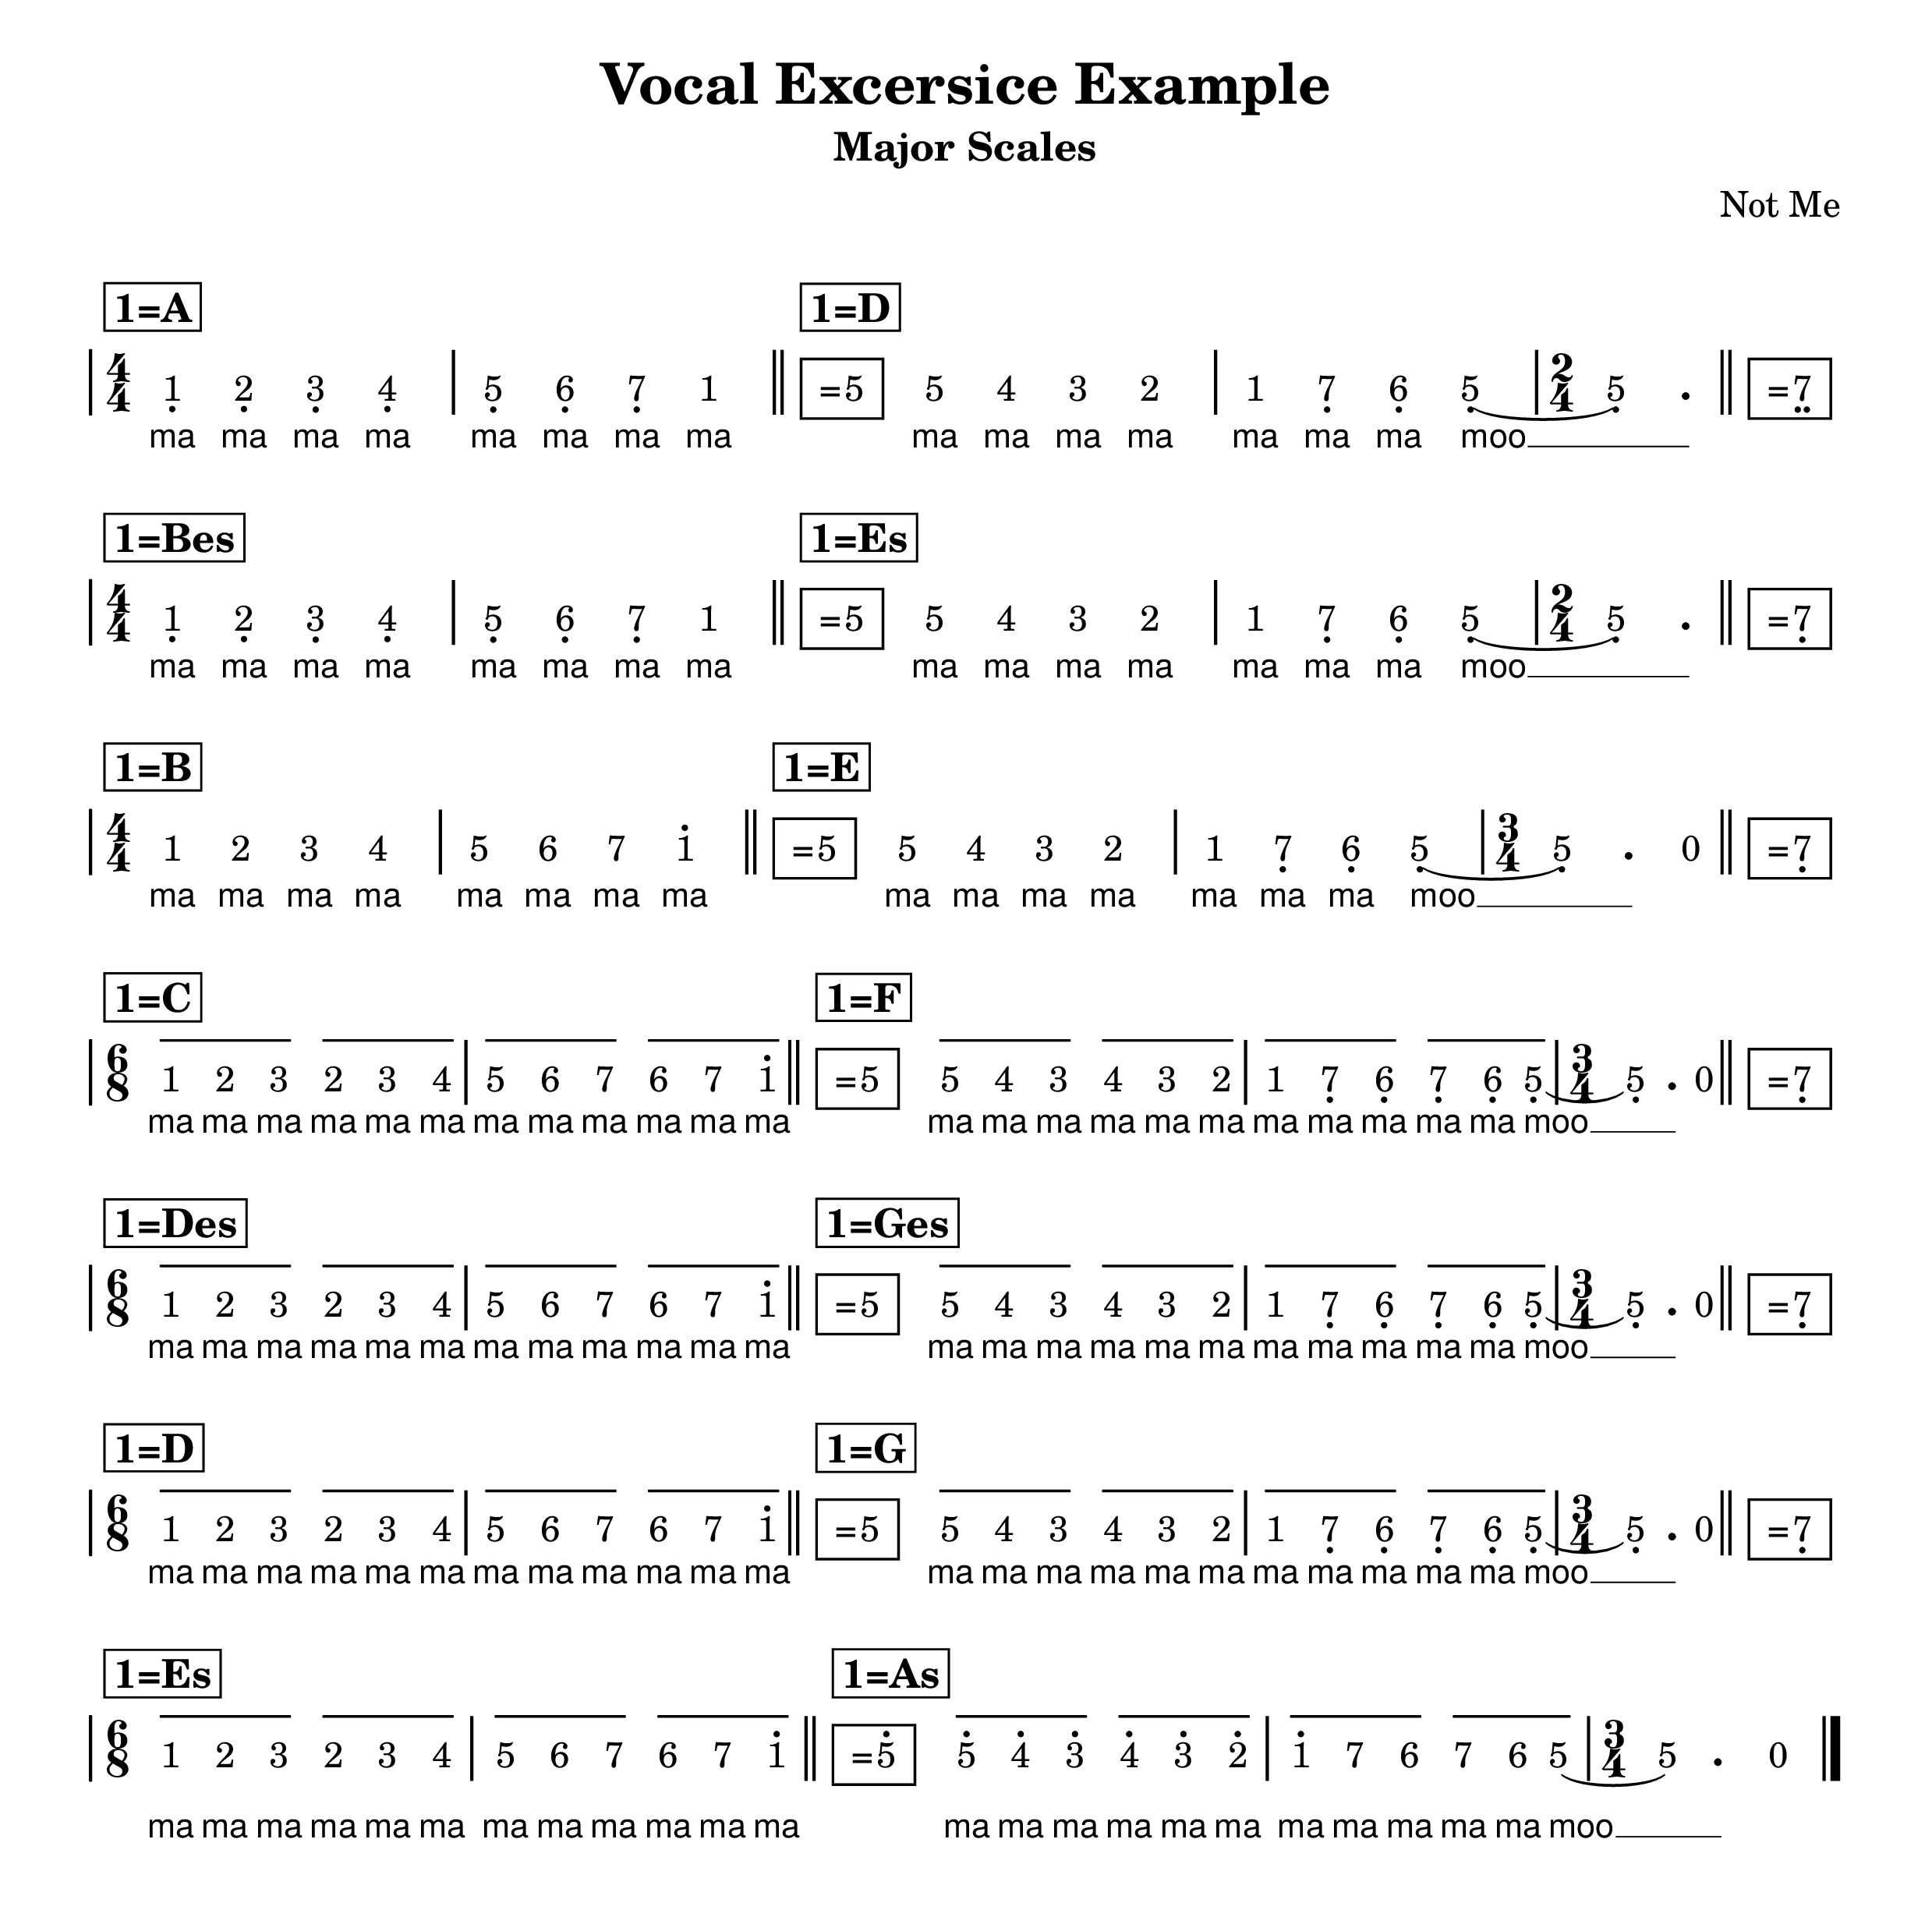 Vocal Excersice Example
Major Scales
Not Me
1=A 1=D
4/4 1̣ 2̣ 3̣ 4̣ | 5̣ 6̣ 7̣ 1 || =5 5 4 3 2 | 1 7̣ 6̣ 5̣ | 2/4 5̣ . || =7̤
ma ma ma ma ma ma ma ma ma ma ma ma ma ma ma moo
1=Bes 1=Es
4/4 1̣ 2̣ 3̣ 4̣ | 5̣ 6̣ 7̣ 1 || =5 5 4 3 2 | 1 7̣ 6̣ 5̣ | 2/4 5̣ . || =7̣
ma ma ma ma ma ma ma ma ma ma ma ma ma ma ma moo
1=B 1=E
4/4 1 2 3 4 | 5 6 7 1̇ || =5 5 4 3 2 | 1 7̣ 6̣ 5̣ | 3/4 5̣ . 0 || =7̣
ma ma ma ma ma ma ma ma ma ma ma ma ma ma ma moo
1=C 1=F
6/8 1 2 3 2 3 4 | 5 6 7 6 7 1̇ || =5 5 4 3 4 3 2 | 1 7̣ 6̣ 7̣ 6̣ 5̣ | 3/4 5̣ . 0 || =7̣
ma ma ma ma ma ma ma ma ma ma ma ma ma ma ma ma ma ma ma ma ma ma ma moo
1=Des 1=Ges
6/8 1 2 3 2 3 4 | 5 6 7 6 7 1̇ || =5 5 4 3 4 3 2 | 1 7̣ 6̣ 7̣ 6̣ 5̣ | 3/4 5̣ . 0 || =7̣
ma ma ma ma ma ma ma ma ma ma ma ma ma ma ma ma ma ma ma ma ma ma ma moo
1=D 1=G
6/8 1 2 3 2 3 4 | 5 6 7 6 7 1̇ || =5 5 4 3 4 3 2 | 1 7̣ 6̣ 7̣ 6̣ 5̣ | 3/4 5̣ . 0 || =7̣
ma ma ma ma ma ma ma ma ma ma ma ma ma ma ma ma ma ma ma ma ma ma ma moo
1=Es 1=As
6/8 1 2 3 2 3 4 | 5 6 7 6 7 1̇ || =5̇ 5̇ 4̇ 3̇ 4̇ 3̇ 2̇ | 1̇ 7 6 7 6 5 | 3/4 5 . 0 ||
ma ma ma ma ma ma ma ma ma ma ma ma ma ma ma ma ma ma ma ma ma ma ma moo